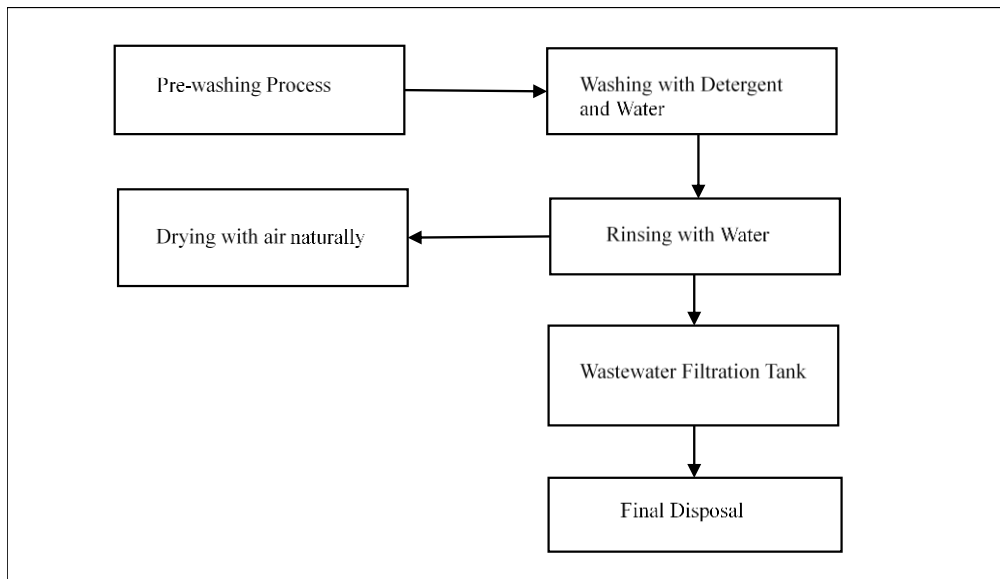 Pre-washing Process
Washing with Detergent
and Water
Drying with air naturally
Rinsing with Water
Wastewater Filtration Tank
Final Disposal